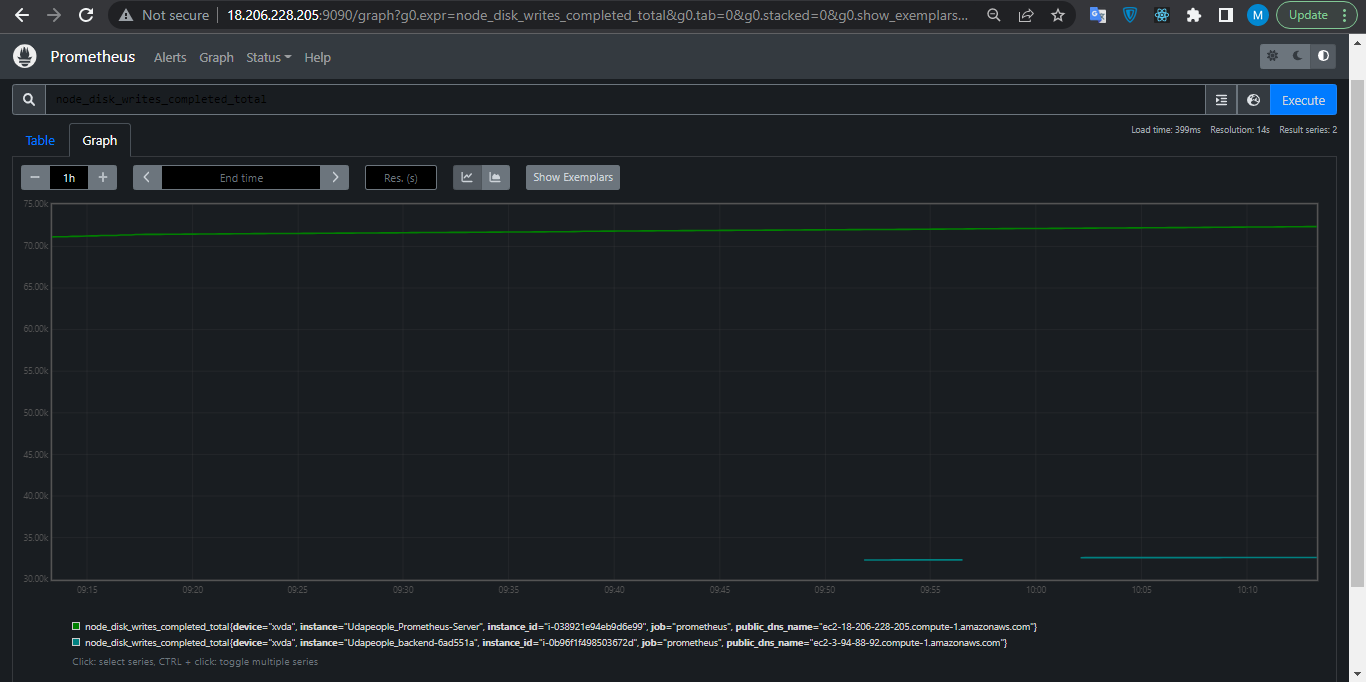 Not secure 18.206.228.205:9090/graph?g0.expr=node_disk_writes_completed_total&g0.tab=0&g0.stacked=0&g0.show_exemplars... M Update
Prometheus Alerts Graph Status Help
node_disk_writes_completed_total Execute
Load time: 399ms Resolution: 14s Result series: 2
Table Graph
− 1h + End time Res. (s) Show Exemplars
75.00k
70.00k
65.00k
60.00k
55.00k
50.00k
45.00k
40.00k
35.00k
30.00k
09:15 09:20 09:25 09:30 09:35 09:40 09:45 09:50 09:55 10:00 10:05 10:10
node_disk_writes_completed_total{device="xvda", instance="Udapeople_Prometheus-Server", instance_id="i-038921e94eb9d6e99", job="prometheus", public_dns_name="ec2-18-206-228-205.compute-1.amazonaws.com"}
node_disk_writes_completed_total{device="xvda", instance="Udapeople_backend-6ad551a", instance_id="i-0b96f1f498503672d", job="prometheus", public_dns_name="ec2-3-94-88-92.compute-1.amazonaws.com"}
Click: select series, CTRL + click: toggle multiple series